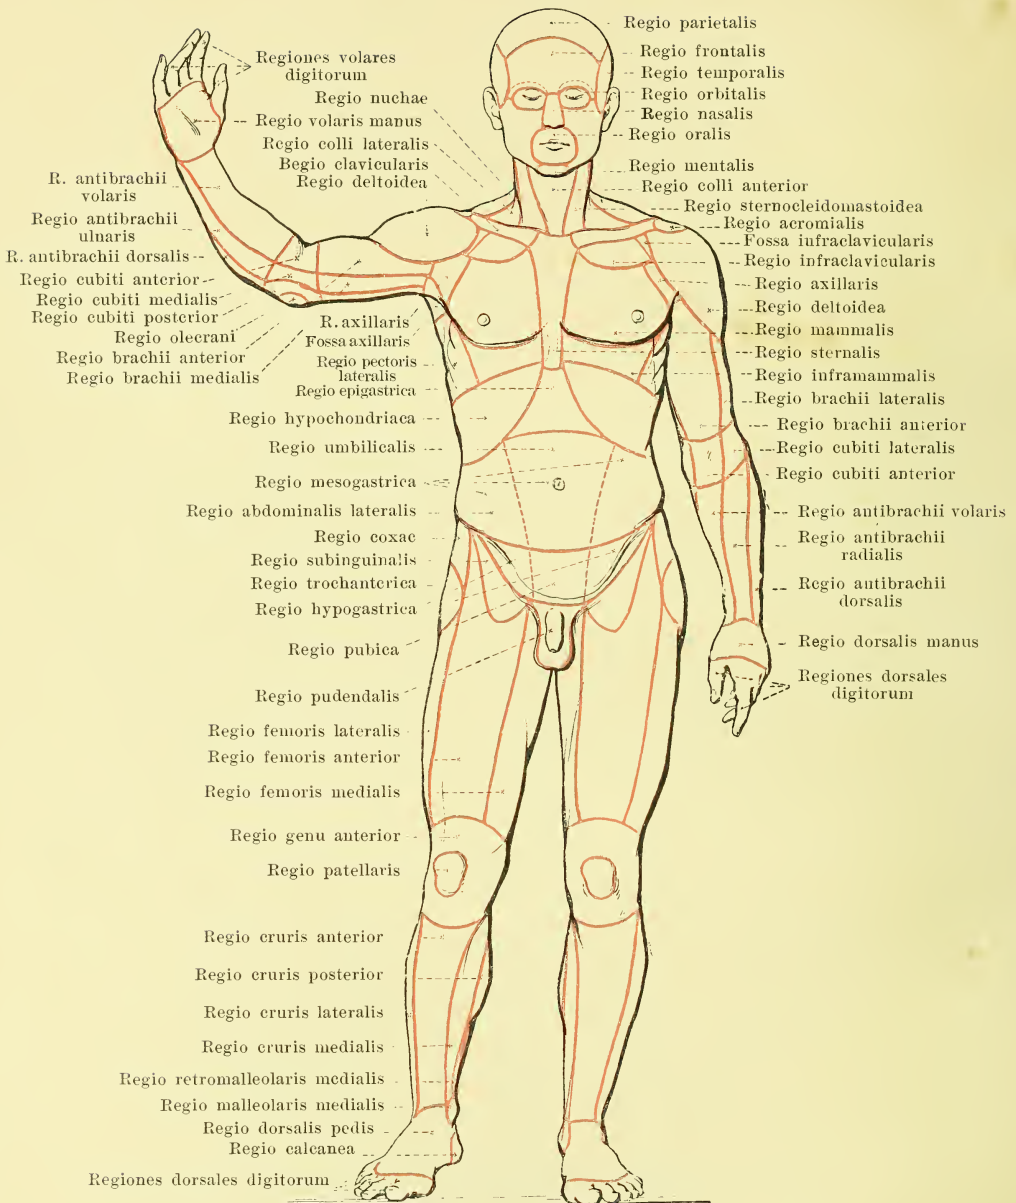 Regio parietalis
Regio frontalis
Regio temporalis
Regio orbitalis
Regio nasalis
Regio oralis
Regio mentalis
Regio colli anterior
Regio sternocleidomastoidea
Regio acromialis
Fossa infraclavicularis
Regio infraclavicularis
Regio axillaris
Regio deltoidea
Regio mammalis
Regio sternalis
Regio inframammalis
Regio brachii lateralis
Regio brachii anterior
Regio cubiti lateralis
Regio cubiti anterior
Regio antibrachii volaris
Regio antibrachii
radialis
Regio antibrachii
dorsalis
Regio dorsalis manus
Regiones dorsales
digitorum
Regiones volares
digitorum
Regio nuchae
Regio volaris manus
Regio colli lateralis
Regio clavicularis
Regio deltoidea
R. antibrachii
volaris
Regio antibrachii
ulnaris
R. antibrachii dorsalis
Regio cubiti anterior
Regio cubiti medialis
Regio cubiti posterior
Regio olecrani
Regio brachii anterior
Regio brachii medialis
R. axillaris
Fossa axillaris
Regio pectoris
lateralis
Regio epigastrica
Regio hypochondriaca
Regio umbilicalis
Regio mesogastrica
Regio abdominalis lateralis
Regio coxae
Regio subinguinalis
Regio trochanterica
Regio hypogastrica
Regio pubica
Regio pudendalis
Regio femoris lateralis
Regio femoris anterior
Regio femoris medialis
Regio genu anterior
Regio patellaris
Regio cruris anterior
Regio cruris posterior
Regio cruris lateralis
Regio cruris medialis
Regio retromalleolaris medialis
Regio malleolaris medialis
Regio dorsalis pedis
Regio calcanea
Regiones dorsales digitorum